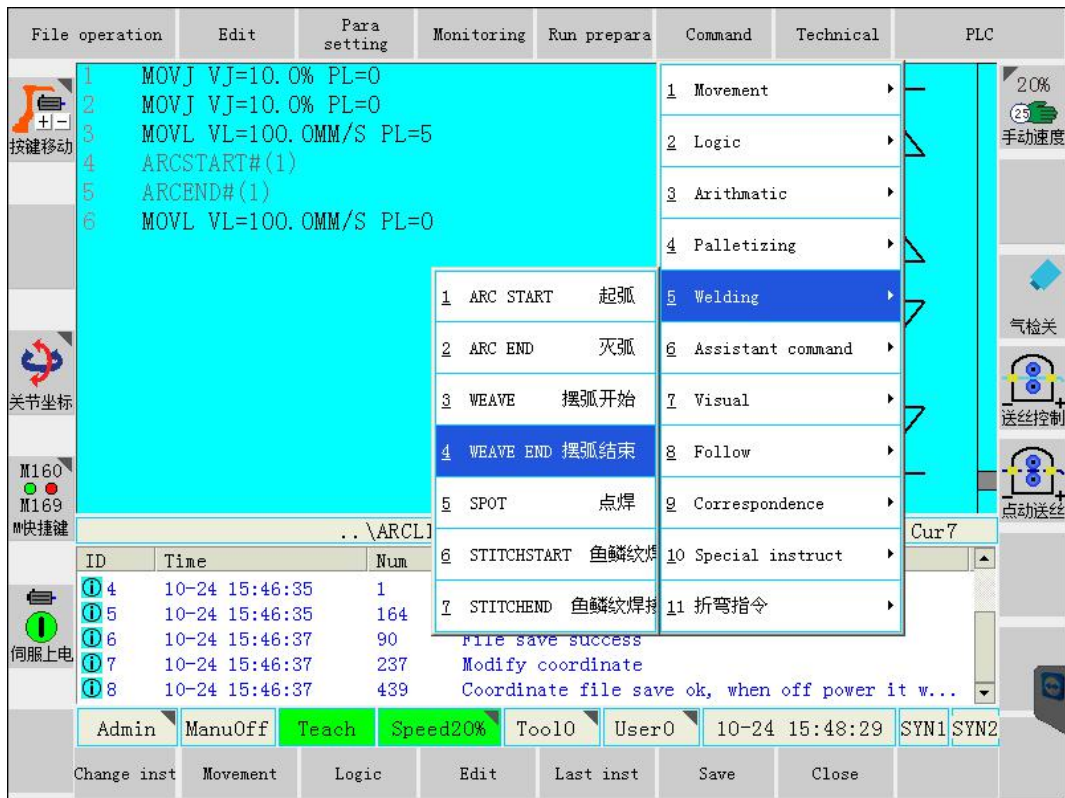 File operation
Edit
Para
setting
Monitoring
Run prepara
Command
Technical
PLC
1 MOVJ VJ=10.0% PL=0
2 MOVJ VJ=10.0% PL=0
3 MOVL VL=100.0MM/S PL=5
4 ARCSTART#(1)
5 ARCEND#(1)
6 MOVL VL=100.0MM/S PL=0
按键移动
关节坐标
M160
M169
M快捷键
伺服上电
1 Movement
2 Logic
3 Arithmatic
4 Palletizing
5 Welding
6 Assistant command
7 Visual
8 Follow
9 Correspondence
10 Special instruct
11 折弯指令
1 ARC START 起弧
2 ARC END 灭弧
3 WEAVE 摆弧开始
4 WEAVE END 摆弧结束
5 SPOT 点焊
6 STITCHSTART 鱼鳞纹焊
7 STITCHEND 鱼鳞纹焊接
20%
25
手动速度
气检关
送丝控制
点动送丝
..\ARCL
Cur7
ID Time Num
4 10-24 15:46:35 1
5 10-24 15:46:35 164
6 10-24 15:46:37 90 File save success
7 10-24 15:46:37 237 Modify coordinate
8 10-24 15:46:37 439 Coordinate file save ok, when off power it w...
Admin ManuOff Teach Speed20% Tool0 User0 10-24 15:48:29 SYN1 SYN2
Change inst Movement Logic Edit Last inst Save Close